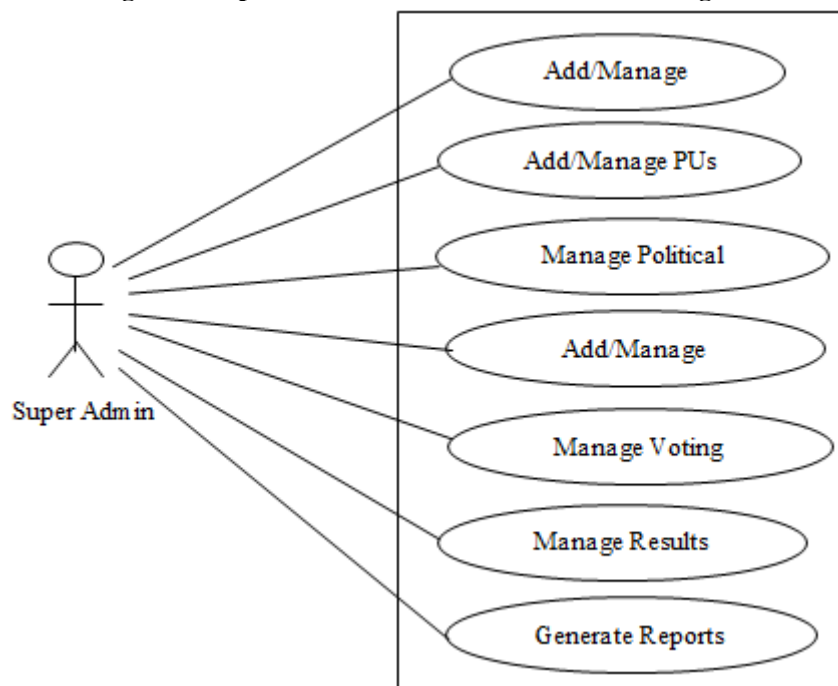 Add/Manage
Add/Manage PUs
Manage Political
Add/Manage
Super Admin
Manage Voting
Manage Results
Generate Reports